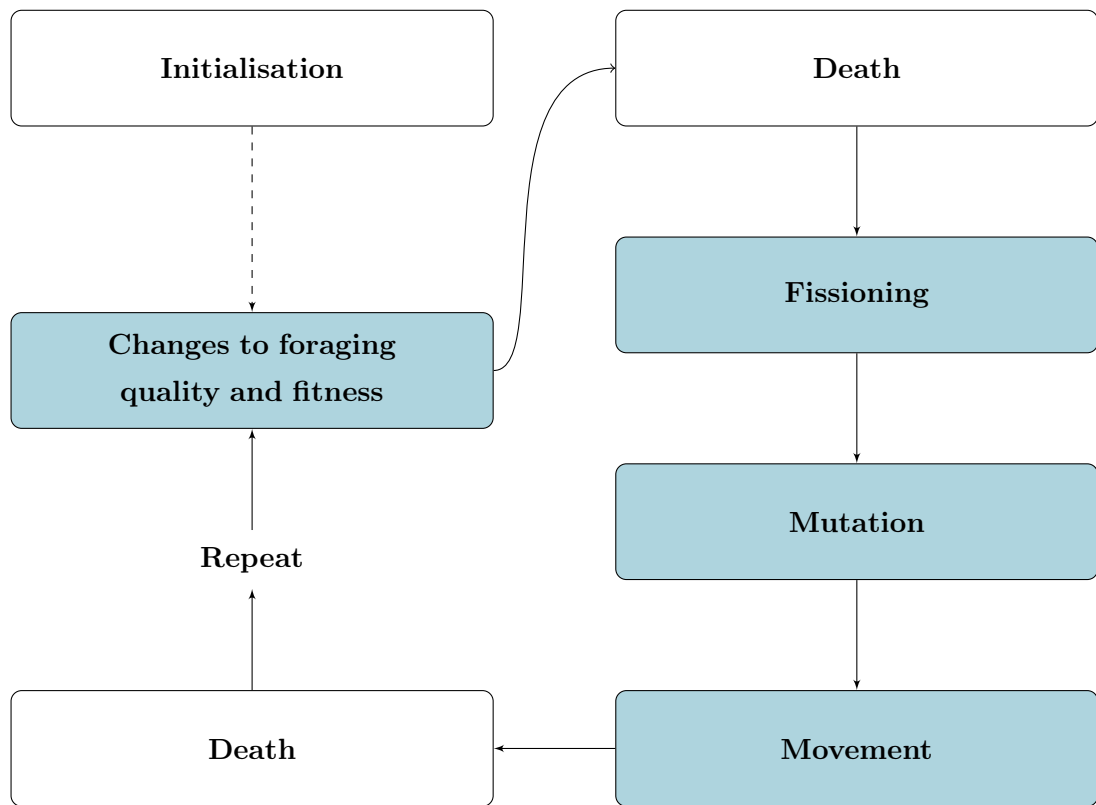 Initialisation
Death
Fissioning
Changes to foraging
quality and fitness
Mutation
Repeat
Death
Movement